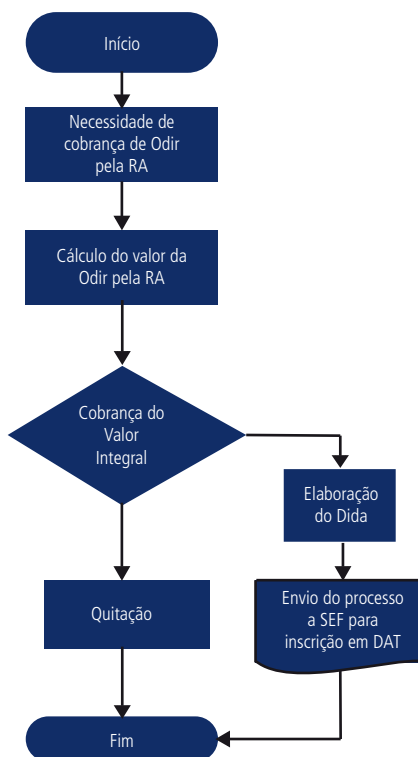 Início
Necessidade de
cobrança de Odir
pela RA
Cálculo do valor da
Odir pela RA
Cobrança do
Valor
Integral
Elaboração
do Dida
Quitação
Envio do processo
a SEF para
inscrição em DAT
Fim